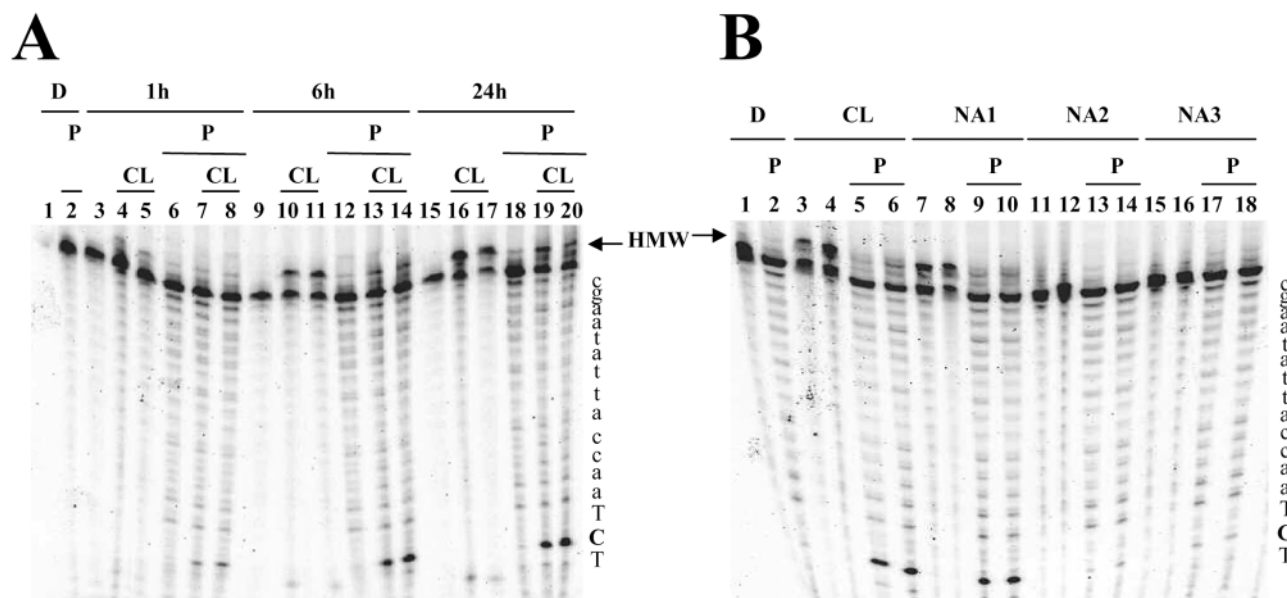 A
D 1h 6h 24h
P P P P
CL CL CL CL CL CL
1 2 3 4 5 6 7 8 9 10 11 12 13 14 15 16 17 18 19 20
HMW
c
g
a
a
t
a
t
t
a
c
c
a
a
T
C
T
B
D CL NA1 NA2 NA3
P P P P P
1 2 3 4 5 6 7 8 9 10 11 12 13 14 15 16 17 18
c
g
a
a
t
a
t
t
a
c
c
a
a
T
C
T